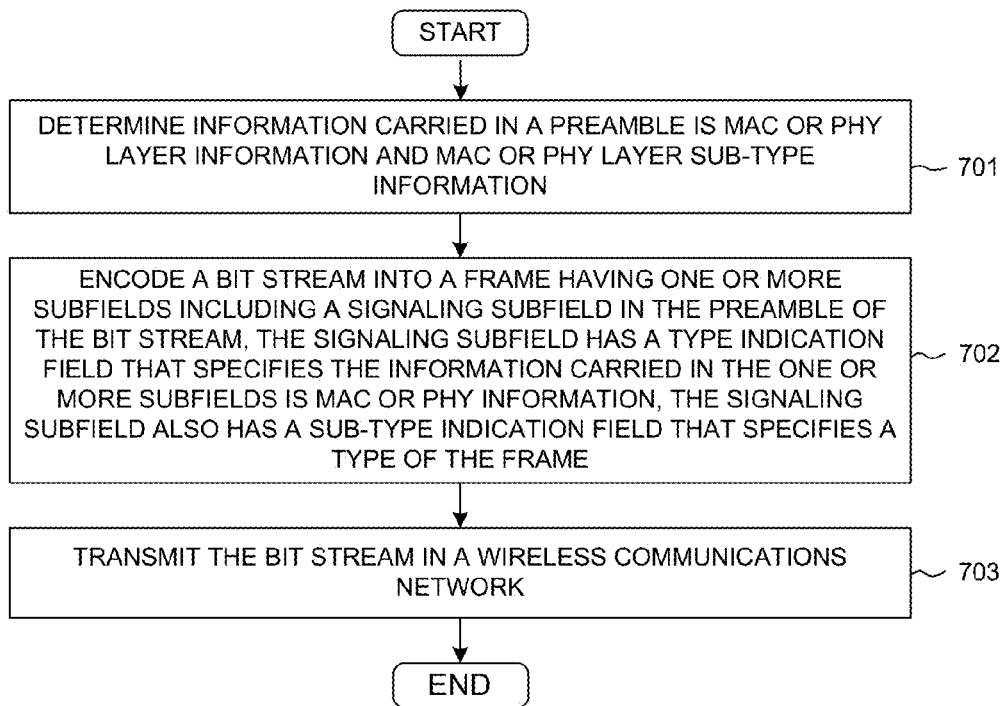 START
DETERMINE INFORMATION CARRIED IN A PREAMBLE IS MAC OR PHY
LAYER INFORMATION AND MAC OR PHY LAYER SUB-TYPE
INFORMATION
701
ENCODE A BIT STREAM INTO A FRAME HAVING ONE OR MORE
SUBFIELDS INCLUDING A SIGNALING SUBFIELD IN THE PREAMBLE OF
THE BIT STREAM, THE SIGNALING SUBFIELD HAS A TYPE INDICATION
FIELD THAT SPECIFIES THE INFORMATION CARRIED IN THE ONE OR
MORE SUBFIELDS IS MAC OR PHY INFORMATION, THE SIGNALING
SUBFIELD ALSO HAS A SUB-TYPE INDICATION FIELD THAT SPECIFIES A
TYPE OF THE FRAME
702
TRANSMIT THE BIT STREAM IN A WIRELESS COMMUNICATIONS
NETWORK
703
END